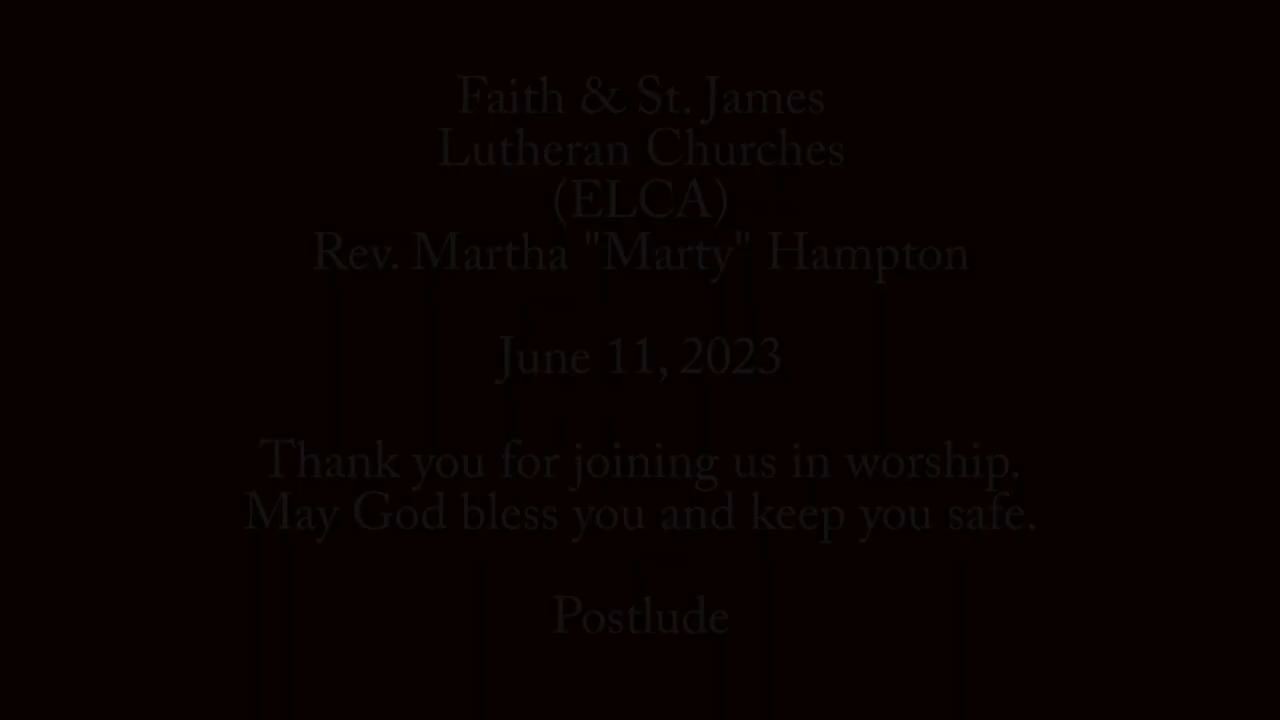 Faith & St. James
Lutheran Churches
(ELCA)
Rev. Martha "Marty" Hampton
June 11, 2023
Thank you for joining us in worship.
May God bless you and keep you safe.
Postlude